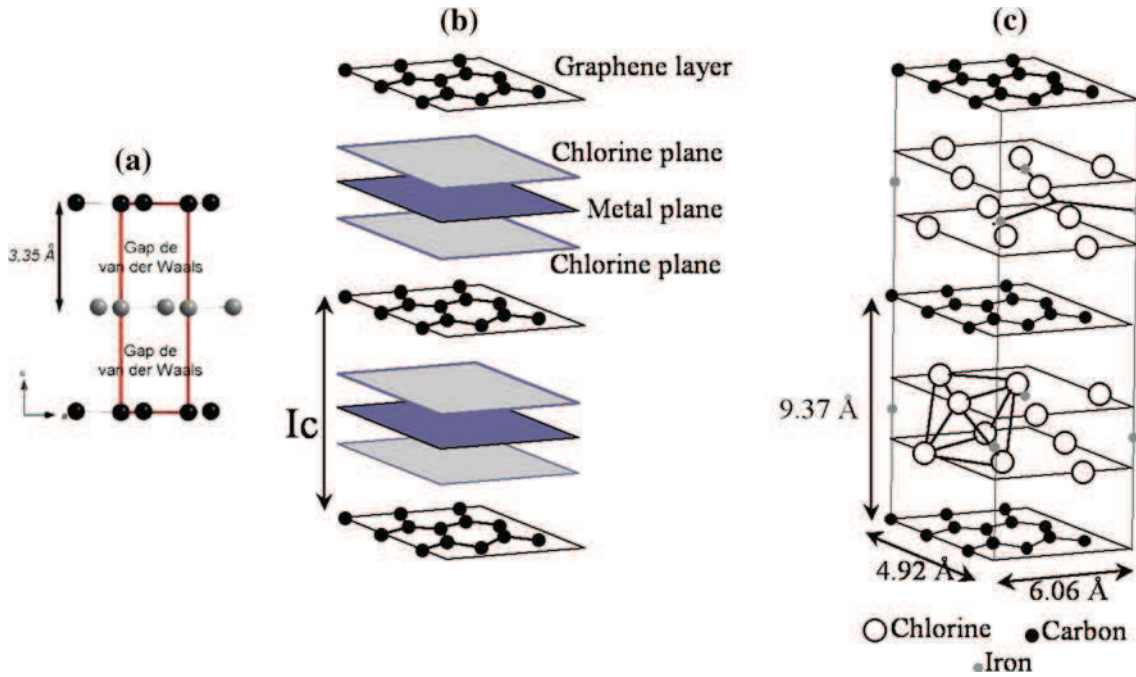 (a)
3,35 Å
Gap de
van der Waals
Gap de
van der Waals
c
a
(b)
Graphene layer
Chlorine plane
Metal plane
Chlorine plane
Ic
(c)
9.37 Å
4.92 Å
6.06 Å
Chlorine
Carbon
Iron